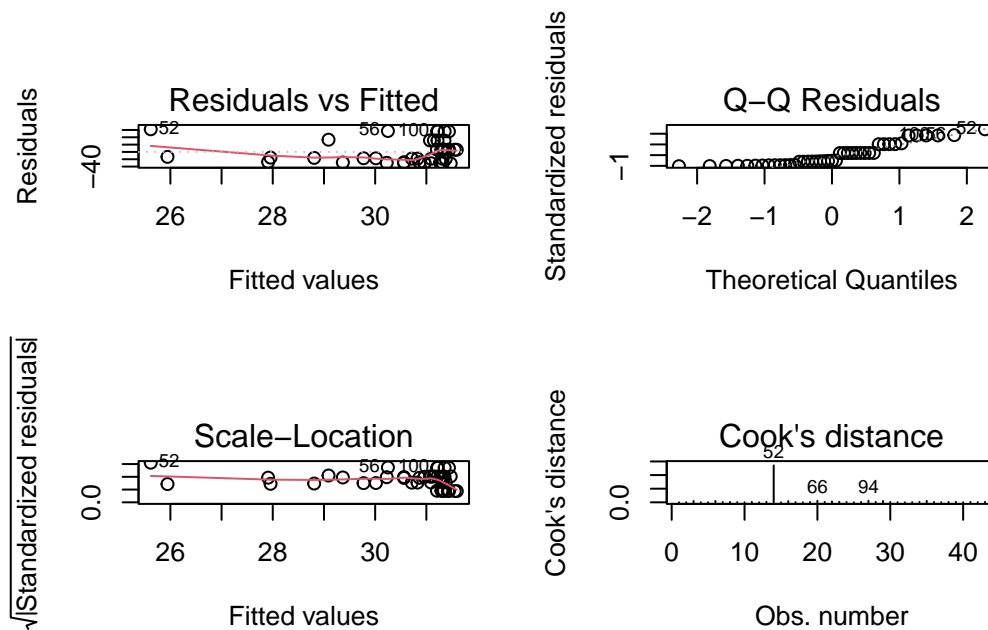 Residuals vs Fitted
Residuals
−40
52
56
100
26
28
30
Fitted values
Q−Q Residuals
Standardized residuals
−1
56
52
−2
−1
0
1
2
Theoretical Quantiles
Scale−Location
√|Standardized residuals|
0.0
52
56
100
26
28
30
Fitted values
Cook's distance
Cook's distance
0.0
52
66
94
0
10
20
30
40
Obs. number